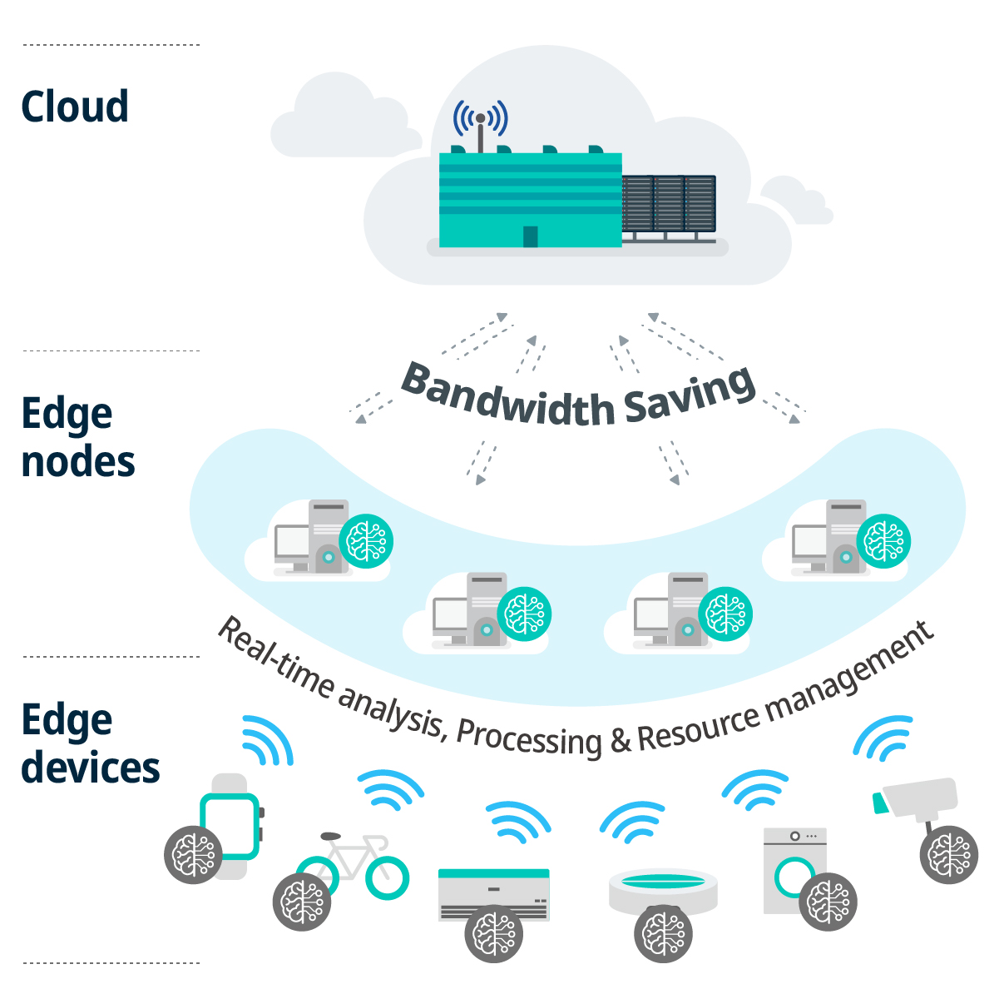 Cloud
Bandwidth Saving
Edge
nodes
Real-time analysis, Processing & Resource management
Edge
devices